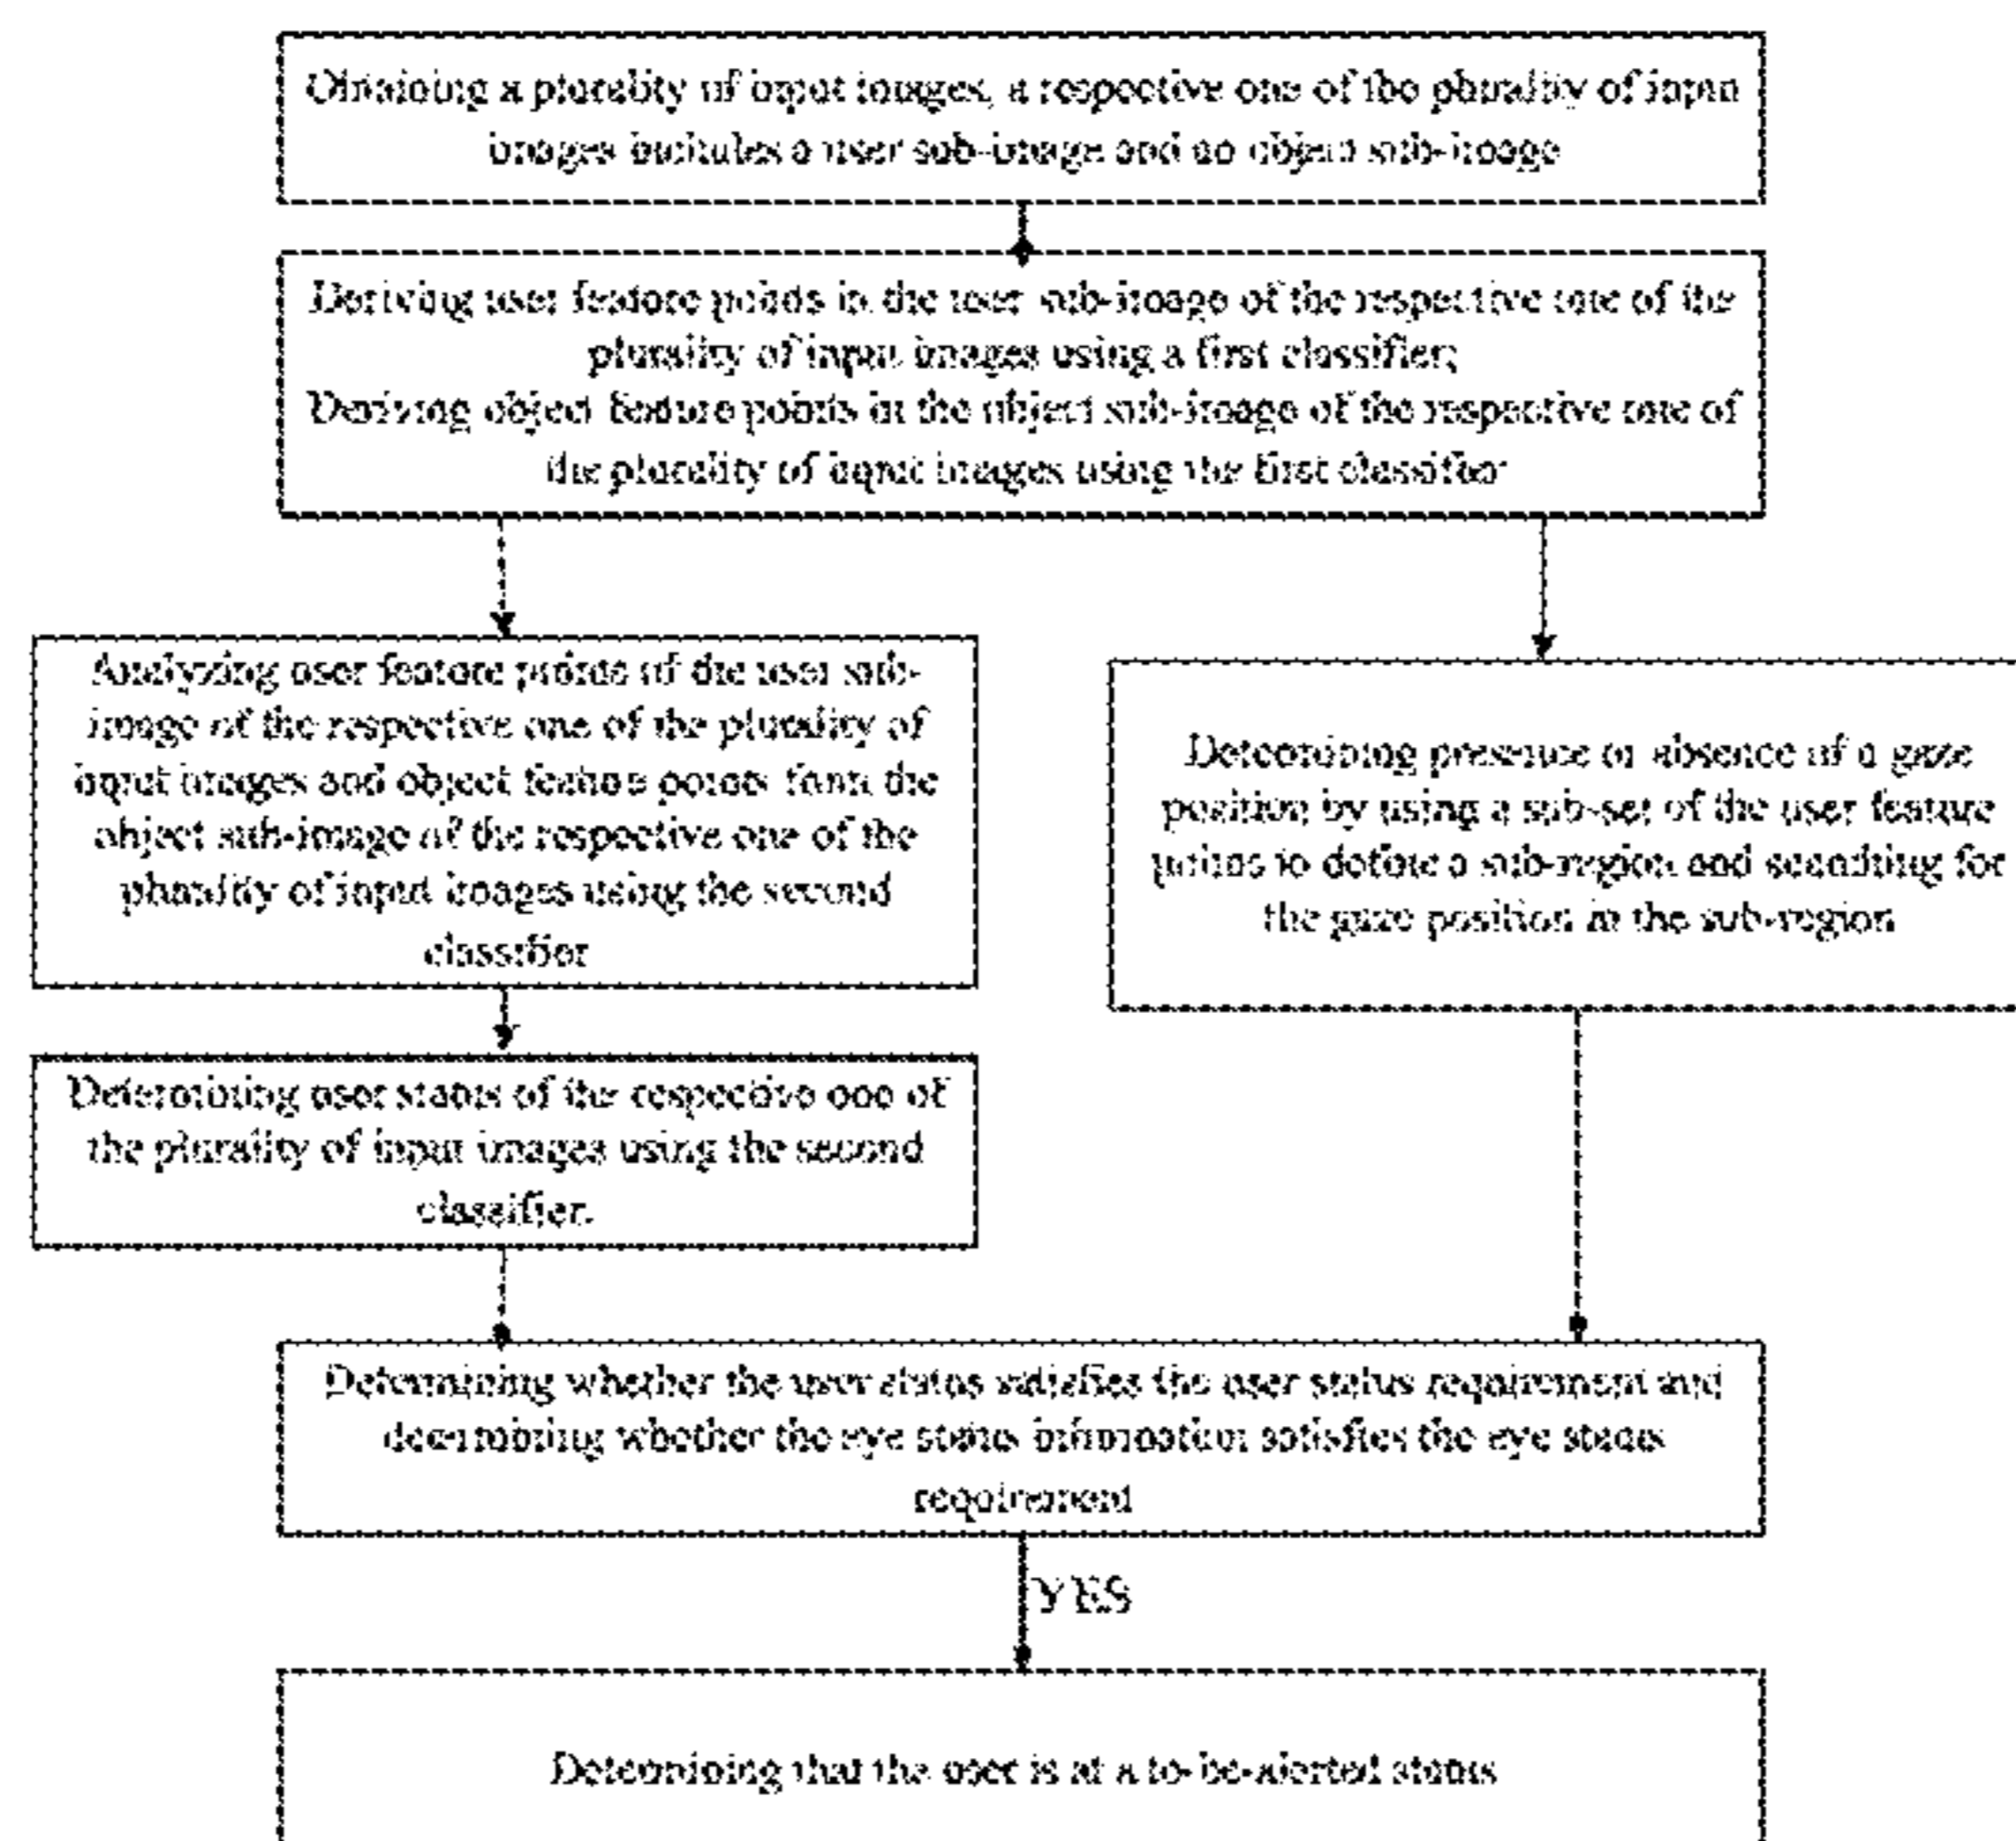 Obtaining a plurality of input images, a respective one of the plurality of input
images includes a user sub-image and an object sub-image
Deriving user feature points in the user sub-image of the respective one of the
plurality of input images using a first classifier;
Deriving object feature points in the object sub-image of the respective one of
the plurality of input images using the first classifier
Analyzing user feature points of the user sub-
image of the respective one of the plurality of
input images and object feature points from the
object sub-image of the respective one of the
plurality of input images using the second
classifier
Determining presence or absence of a gaze
position by using a sub-set of the user feature
points to define a sub-region and searching for
the gaze position in the sub-region
Determining user status of the respective one of
the plurality of input images using the second
classifier.
Determining whether the user status satisfies the user status requirement and
determining whether the eye status information satisfies the eye status
requirement
YES
Determining that the user is at a to-be-alerted status